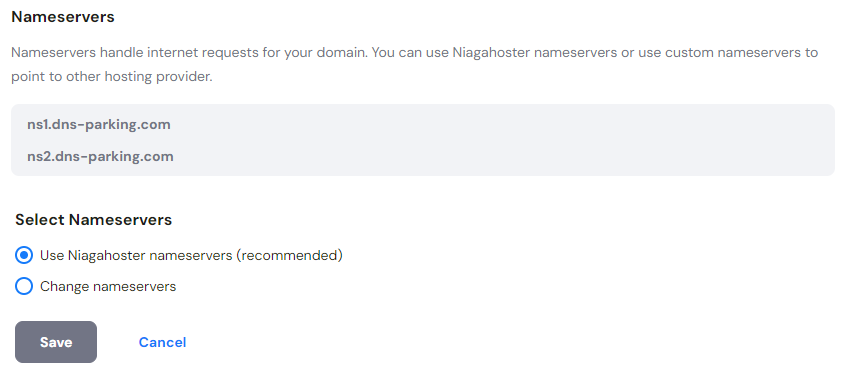 Nameservers
Nameservers handle internet requests for your domain. You can use Niagahoster nameservers or use custom nameservers to
point to other hosting provider.
ns1.dns-parking.com
ns2.dns-parking.com
Select Nameservers
Use Niagahoster nameservers (recommended)
Change nameservers
Save Cancel